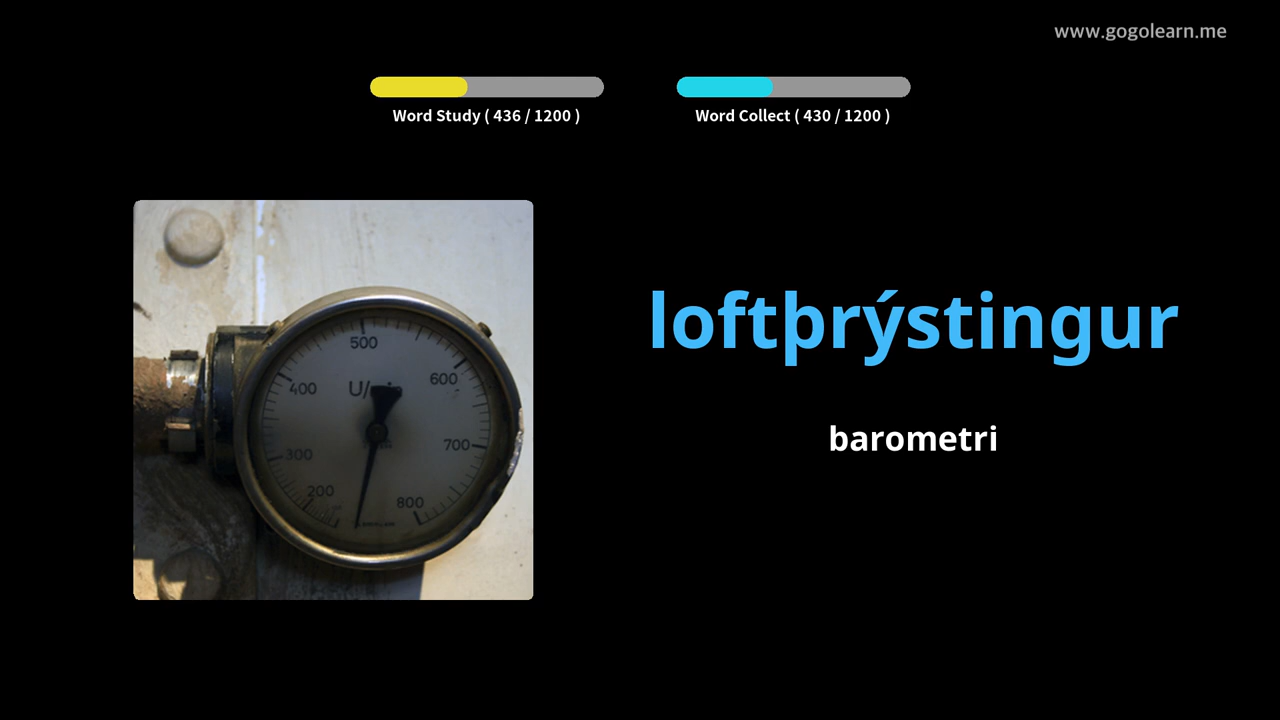 www.gogolearn.me
Word Study ( 436 / 1200 )
Word Collect ( 430 / 1200 )
loftþrýstingur
barometri
500
400
600
300
700
200
800